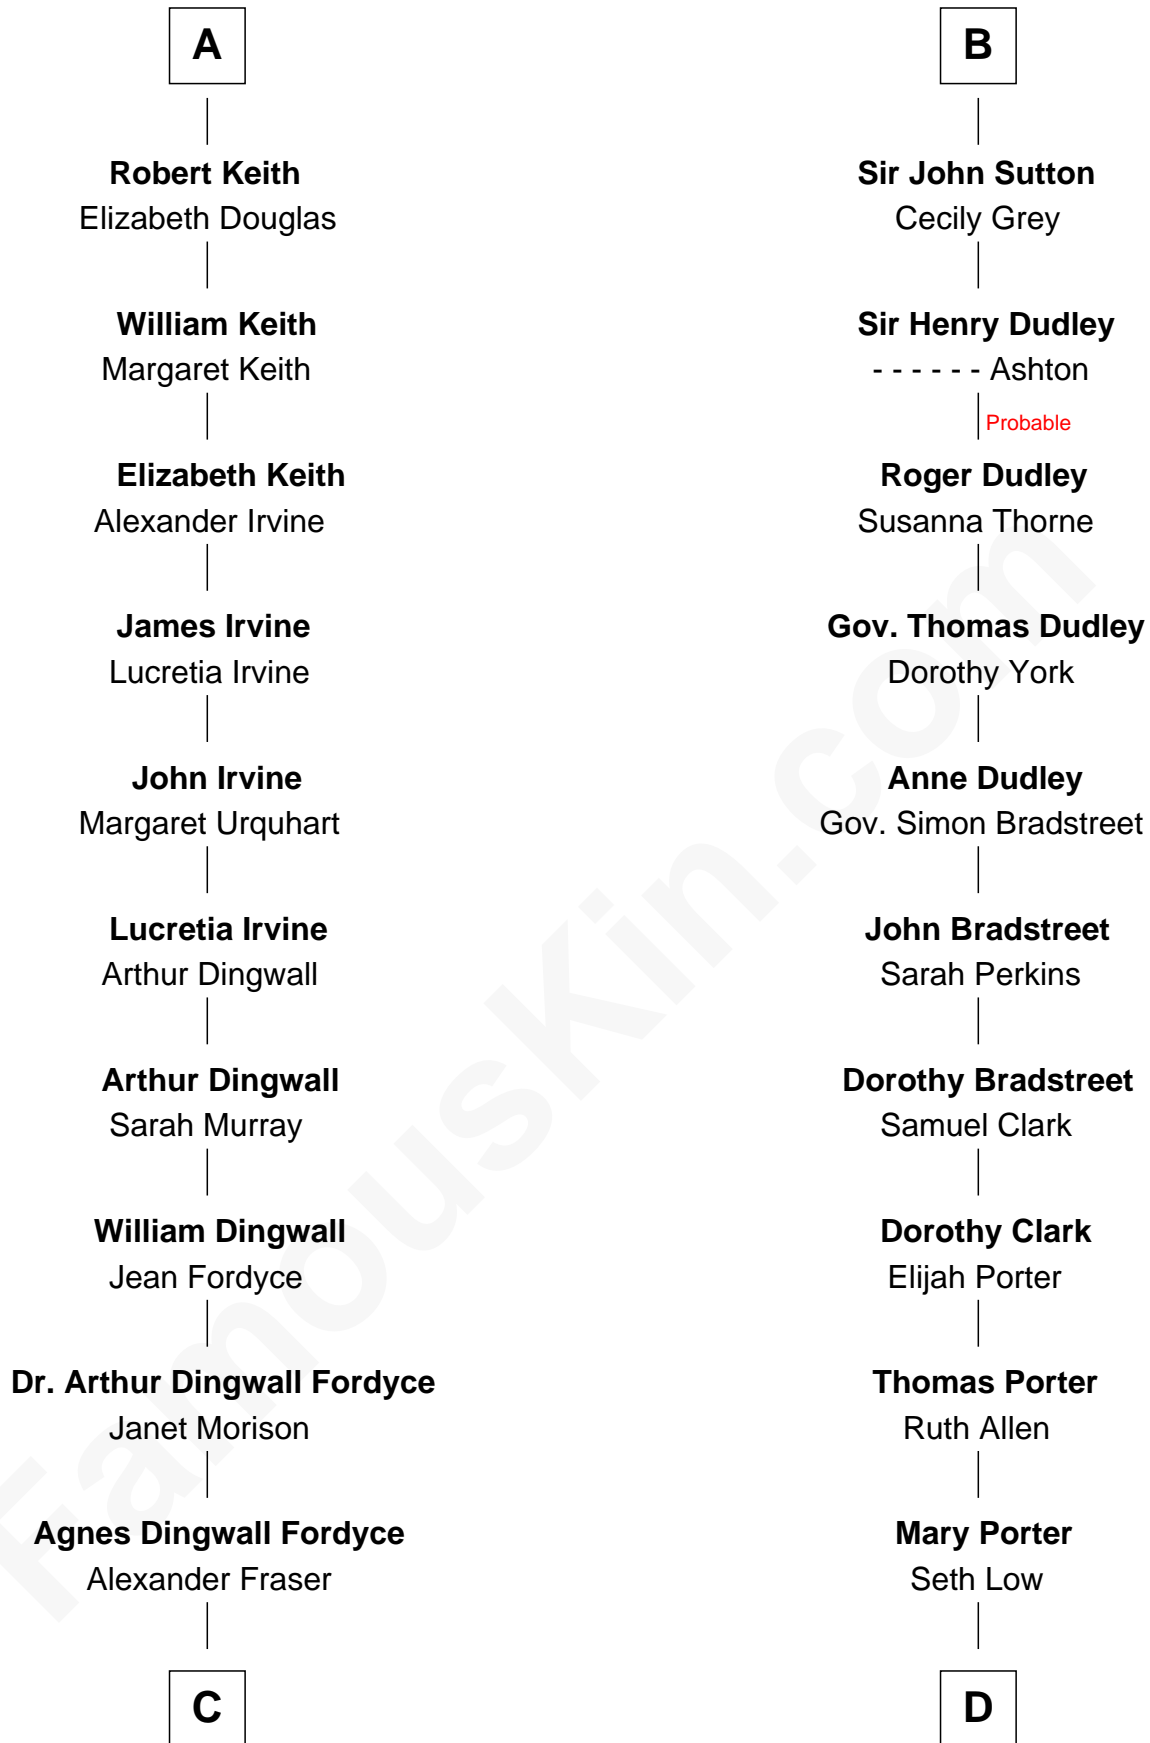 A
Robert Keith
Elizabeth Douglas
William Keith
Margaret Keith
Elizabeth Keith
Alexander Irvine
James Irvine
Lucretia Irvine
John Irvine
Margaret Urquhart
Lucretia Irvine
Arthur Dingwall
Arthur Dingwall
Sarah Murray
William Dingwall
Jean Fordyce
Dr. Arthur Dingwall Fordyce
Janet Morison
Agnes Dingwall Fordyce
Alexander Fraser
C
B
Sir John Sutton
Cecily Grey
Sir Henry Dudley
- - - - - - Ashton
Probable
Roger Dudley
Susanna Thorne
Gov. Thomas Dudley
Dorothy York
Anne Dudley
Gov. Simon Bradstreet
John Bradstreet
Sarah Perkins
Dorothy Bradstreet
Samuel Clark
Dorothy Clark
Elijah Porter
Thomas Porter
Ruth Allen
Mary Porter
Seth Low
D
FamousKin.com